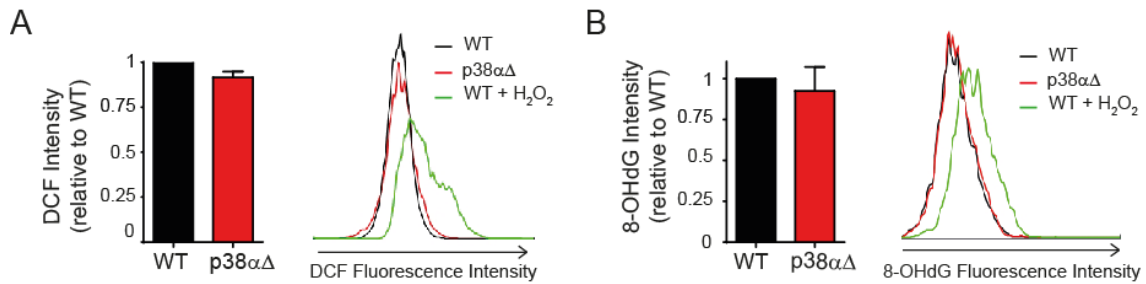 A
DCF Intensity
(relative to WT)
1
0.75
0.5
0.25
0
WT
p38αΔ
WT
p38αΔ
WT + H₂O₂
DCF Fluorescence Intensity
B
8-OHdG Intensity
(relative to WT)
1
0.75
0.5
0.25
0
WT
p38αΔ
WT
p38αΔ
WT + H₂O₂
8-OHdG Fluorescence Intensity